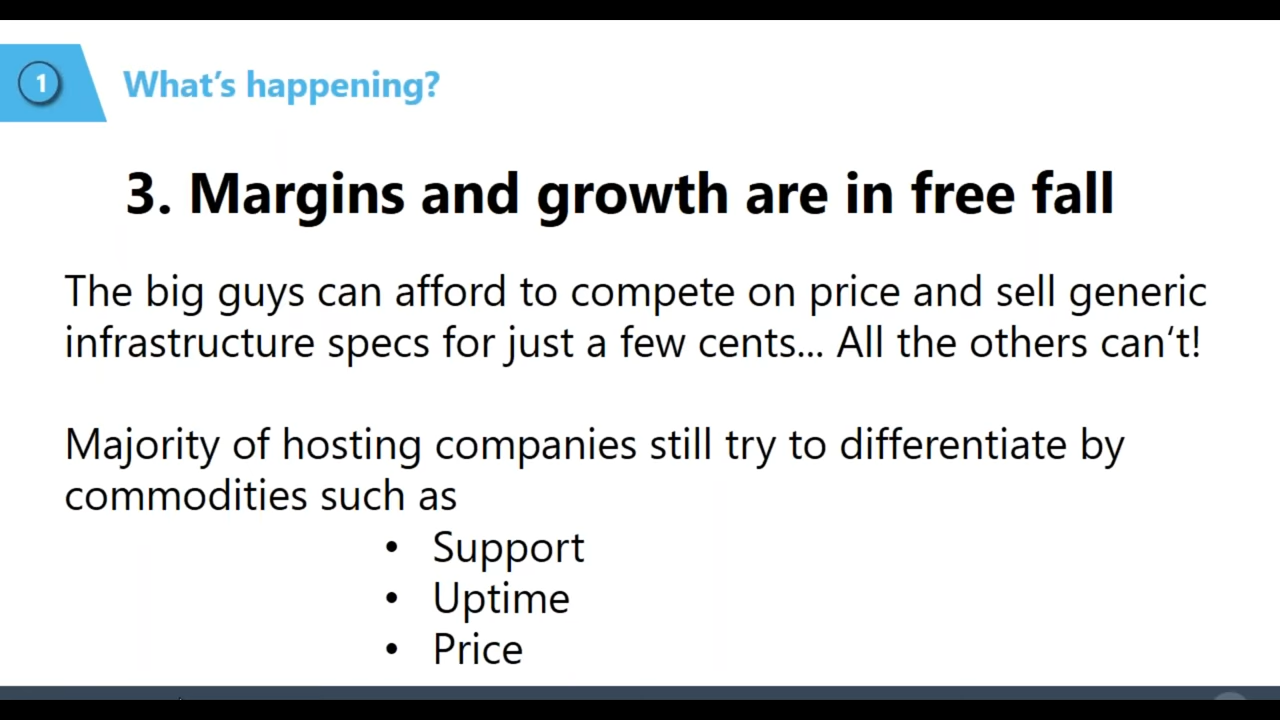 1
What's happening?
3. Margins and growth are in free fall
The big guys can afford to compete on price and sell generic
infrastructure specs for just a few cents... All the others can‘t!
Majority of hosting companies still try to differentiate by
commodities such as
• Support
• Uptime
• Price